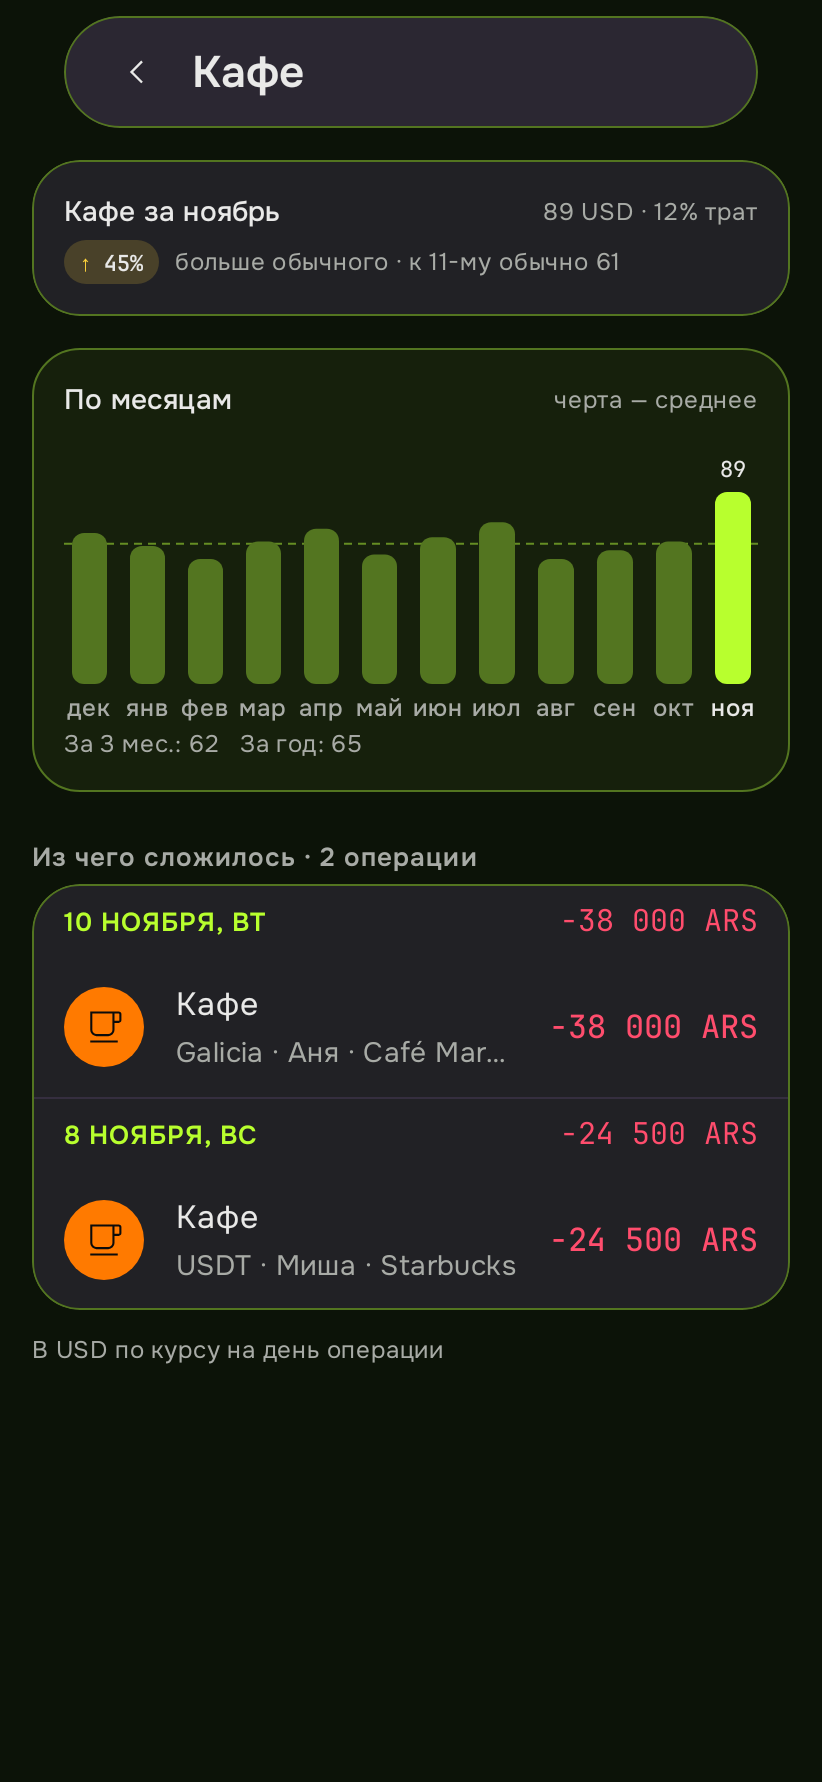 Кафе
Кафе за ноябрь 89 USD · 12% трат
↑ 45% больше обычного · к 11-му обычно 61
По месяцам черта — среднее
89
дек янв фев мар апр май июн июл авг сен окт ноя
За 3 мес.: 62 За год: 65
Из чего сложилось · 2 операции
10 НОЯБРЯ, ВТ -38 000 ARS
Кафе
Galicia · Аня · Café Mar... -38 000 ARS
8 НОЯБРЯ, ВС -24 500 ARS
Кафе
USDT · Миша · Starbucks -24 500 ARS
В USD по курсу на день операции